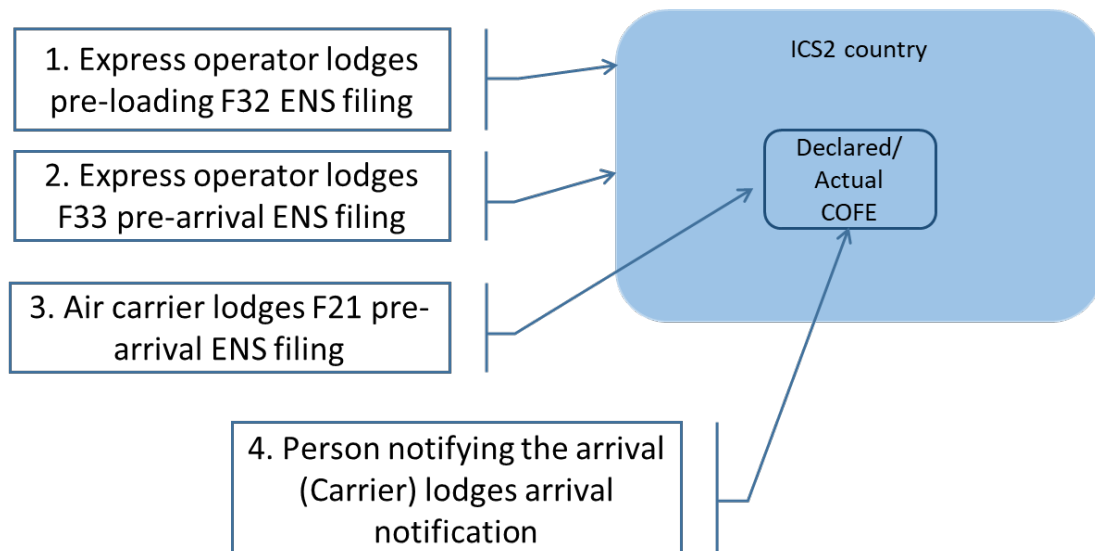 1. Express operator lodges
pre-loading F32 ENS filing
ICS2 country
2. Express operator lodges
F33 pre-arrival ENS filing
Declared/
Actual
COFE
3. Air carrier lodges F21 pre-
arrival ENS filing
4. Person notifying the arrival
(Carrier) lodges arrival
notification